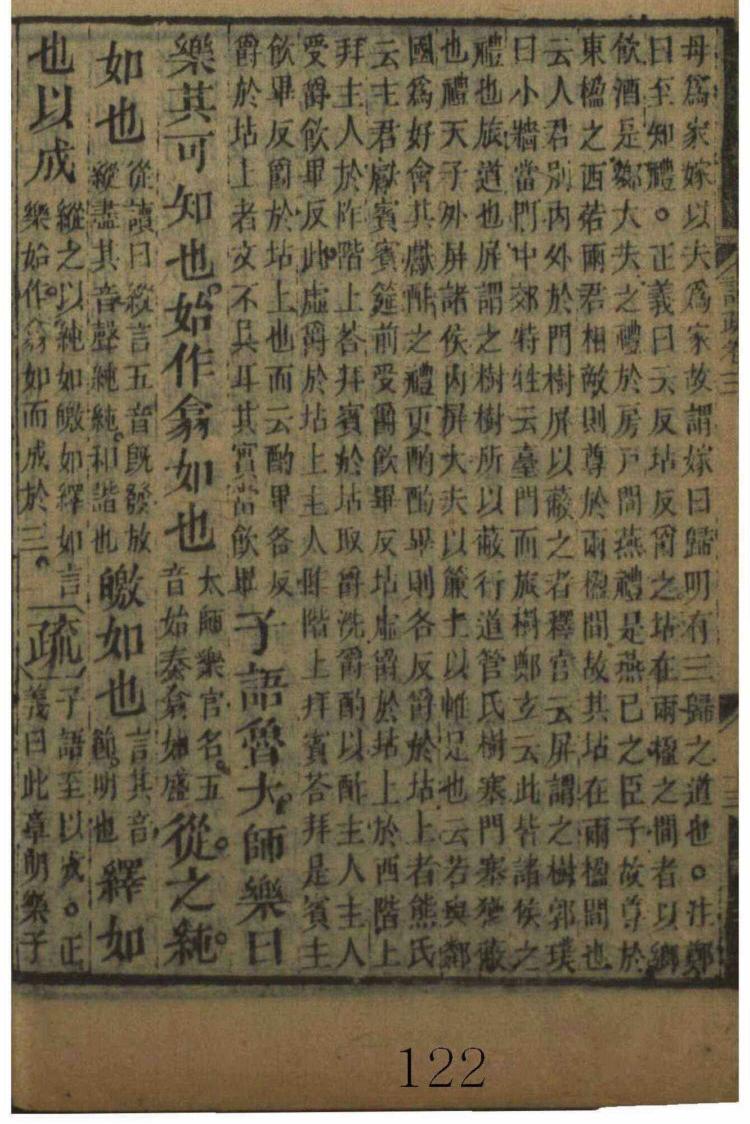 母爲家嫁以夫爲家故謂嫁曰歸明有三歸之道也○注鄭
曰至知禮○正義曰云反坫反爵之坫在兩楹之間者以鄉
飲酒是鄉大夫之禮於房戶間燕禮是燕已之臣子故尊於
東楹之西若兩君相敵則尊於兩楹間故其坫在兩楹間也
云人君別內外於門樹屏以蔽之者釋宮云屏謂之樹郭璞
曰小牆當門中郊特牲云臺門而旅樹鄭玄云此皆諸侯之
禮也旅道也屏謂之樹樹所以蔽行道管氏樹塞門塞猶蔽
也禮天子外屏諸侯內屏大夫以簾士以帷是也云若與鄰
國爲好會其獻酢之禮更酌酌畢則各反爵於坫上者熊氏
云主君獻賓賓筵前受爵飲畢反坫虛爵於坫上於西階上
拜主人於阼階上答拜賓於坫取爵洗爵酌以酢主人主人
受爵飲畢反此虛爵於坫上主人阼階上拜賓答拜是賓主
飲畢反爵於坫上也而云酌畢各反
爵於坫上者文不具耳其實當飲畢
子語魯大師樂曰
樂其可知也始作翕如也
太師樂官名五
音始奏翕如盛
從之純
如也
從讀曰縱言五音既發放
縱盡其音聲純純和諧也
皦如也
言其音
節明也
繹如
也以成
縱之以純如皦如繹如言
樂始作翕如而成於三
疏
子語至以成○正
義曰此章明樂子
論疏卷三
三
122